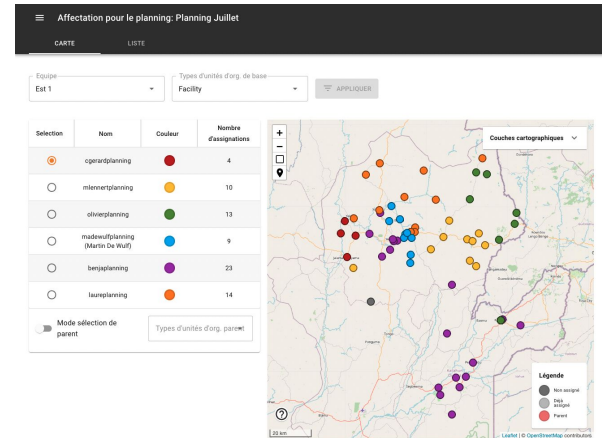 Affectation pour le planning: Planning Juillet
CARTE
LISTE
Equipe
Est 1
Types d'unités d'org. de base
Facility
APPLIQUER
Selection
Nom
Couleur
Nombre
d'assignations
cgerardplanning
4
mlennertplanning
10
olivierplanning
13
madewulfplanning
(Martin De Wulf)
9
benjaplanning
23
laureplanning
14
Mode
sélection de
parent
Types d'unités d'org. parent
+
−
Couches cartographiques
Légende
Non assigné
Déjà
assigné
Parent
20 km
Leaflet | © OpenStreetMap contributors